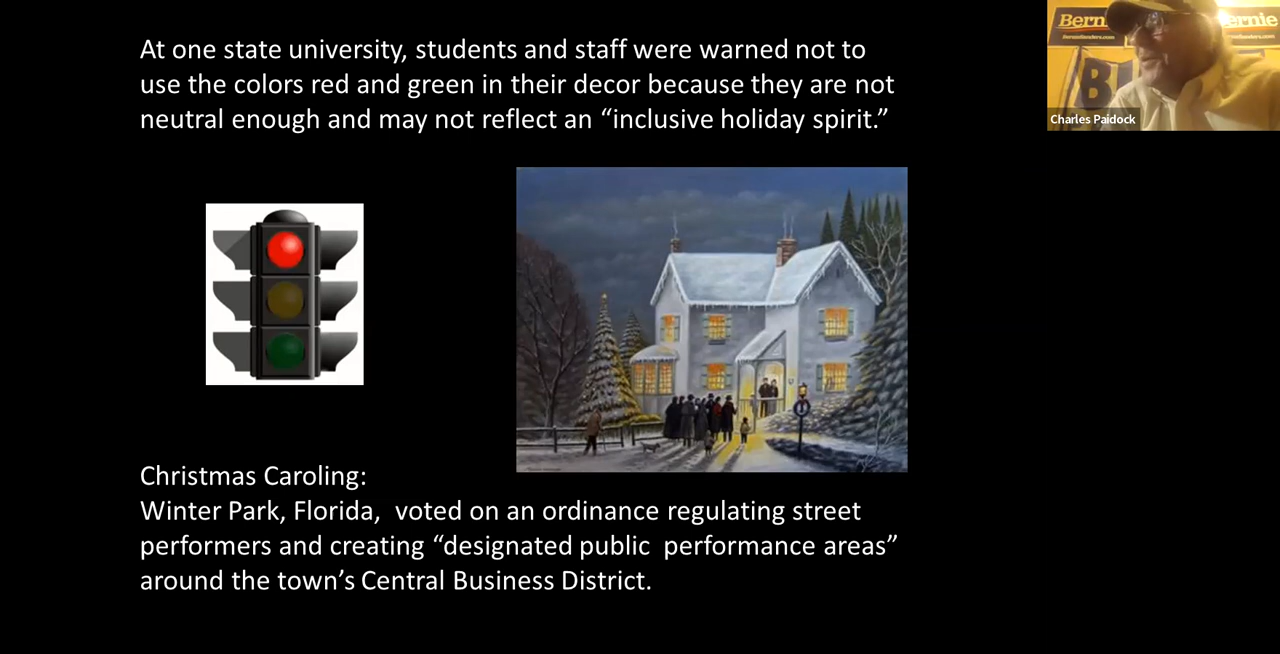 At one state university, students and staff were warned not to
use the colors red and green in their decor because they are not
neutral enough and may not reflect an “inclusive holiday spirit.”
Bern
ernie
Charles Paidock
Christmas Caroling:
Winter Park, Florida,  voted on an ordinance regulating street
performers and creating “designated public  performance areas”
around the town’s Central Business District.